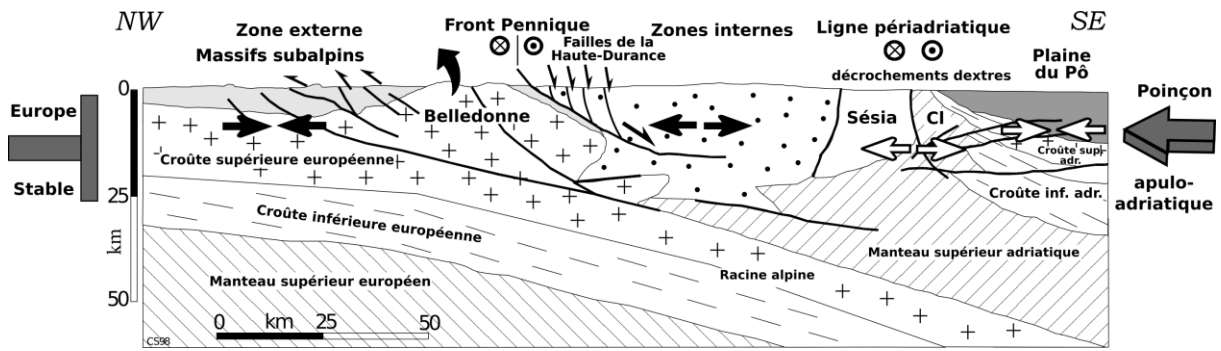 NW
SE
Zone externe
Massifs subalpins
Front Pennique
Failles de la
Haute-Durance
Zones internes
Ligne périadriatique
décrochements dextres
Plaine
du Pô
0
25
50
km
Europe
Stable
Belledonne
Sésia
CI
Poinçon
apulo-
adriatique
Croûte supérieure européenne
Croûte sup.
adr.
Croûte inf. adr.
Croûte inférieure européenne
Manteau supérieur adriatique
Racine alpine
Manteau supérieur européen
0 km 25 50
CS98